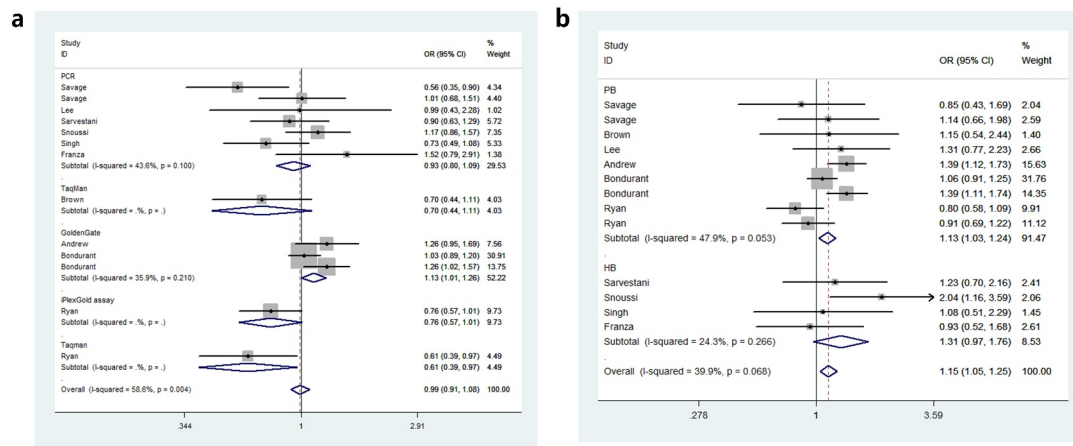 a
Study %
ID OR (95% CI) Weight
PCR
Savage 0.56 (0.35, 0.90) 4.34
Savage 1.01 (0.68, 1.51) 4.40
Lee 0.99 (0.43, 2.28) 1.02
Sarvestani 0.90 (0.63, 1.29) 5.72
Snoussi 1.17 (0.86, 1.57) 7.35
Singh 0.73 (0.49, 1.08) 5.33
Franza 1.52 (0.79, 2.91) 1.38
Subtotal (I-squared = 43.6%, p = 0.100) 0.93 (0.80, 1.09) 29.53
.
TaqMan
Brown 0.70 (0.44, 1.11) 4.03
Subtotal (I-squared = .%, p = .) 0.70 (0.44, 1.11) 4.03
.
GoldenGate
Andrew 1.26 (0.95, 1.69) 7.56
Bondurant 1.03 (0.89, 1.20) 30.91
Bondurant 1.26 (1.02, 1.57) 13.75
Subtotal (I-squared = 35.9%, p = 0.210) 1.13 (1.01, 1.26) 52.22
.
iPlexGold assay
Ryan 0.76 (0.57, 1.01) 9.73
Subtotal (I-squared = .%, p = .) 0.76 (0.57, 1.01) 9.73
.
Taqman
Ryan 0.61 (0.39, 0.97) 4.49
Subtotal (I-squared = .%, p = .) 0.61 (0.39, 0.97) 4.49
.
Overall (I-squared = 58.6%, p = 0.004) 0.99 (0.91, 1.08) 100.00
.344 1 2.91
b
Study %
ID OR (95% CI) Weight
PB
Savage 0.85 (0.43, 1.69) 2.04
Savage 1.14 (0.66, 1.98) 2.59
Brown 1.15 (0.54, 2.44) 1.40
Lee 1.31 (0.77, 2.23) 2.66
Andrew 1.39 (1.12, 1.73) 15.63
Bondurant 1.06 (0.91, 1.25) 31.76
Bondurant 1.39 (1.11, 1.74) 14.35
Ryan 0.80 (0.58, 1.09) 9.91
Ryan 0.91 (0.69, 1.22) 11.12
Subtotal (I-squared = 47.9%, p = 0.053) 1.13 (1.03, 1.24) 91.47
.
HB
Sarvestani 1.23 (0.70, 2.16) 2.41
Snoussi 2.04 (1.16, 3.59) 2.06
Singh 1.08 (0.51, 2.29) 1.45
Franza 0.93 (0.52, 1.68) 2.61
Subtotal (I-squared = 24.3%, p = 0.266) 1.31 (0.97, 1.76) 8.53
.
Overall (I-squared = 39.9%, p = 0.068) 1.15 (1.05, 1.25) 100.00
.278 1 3.59